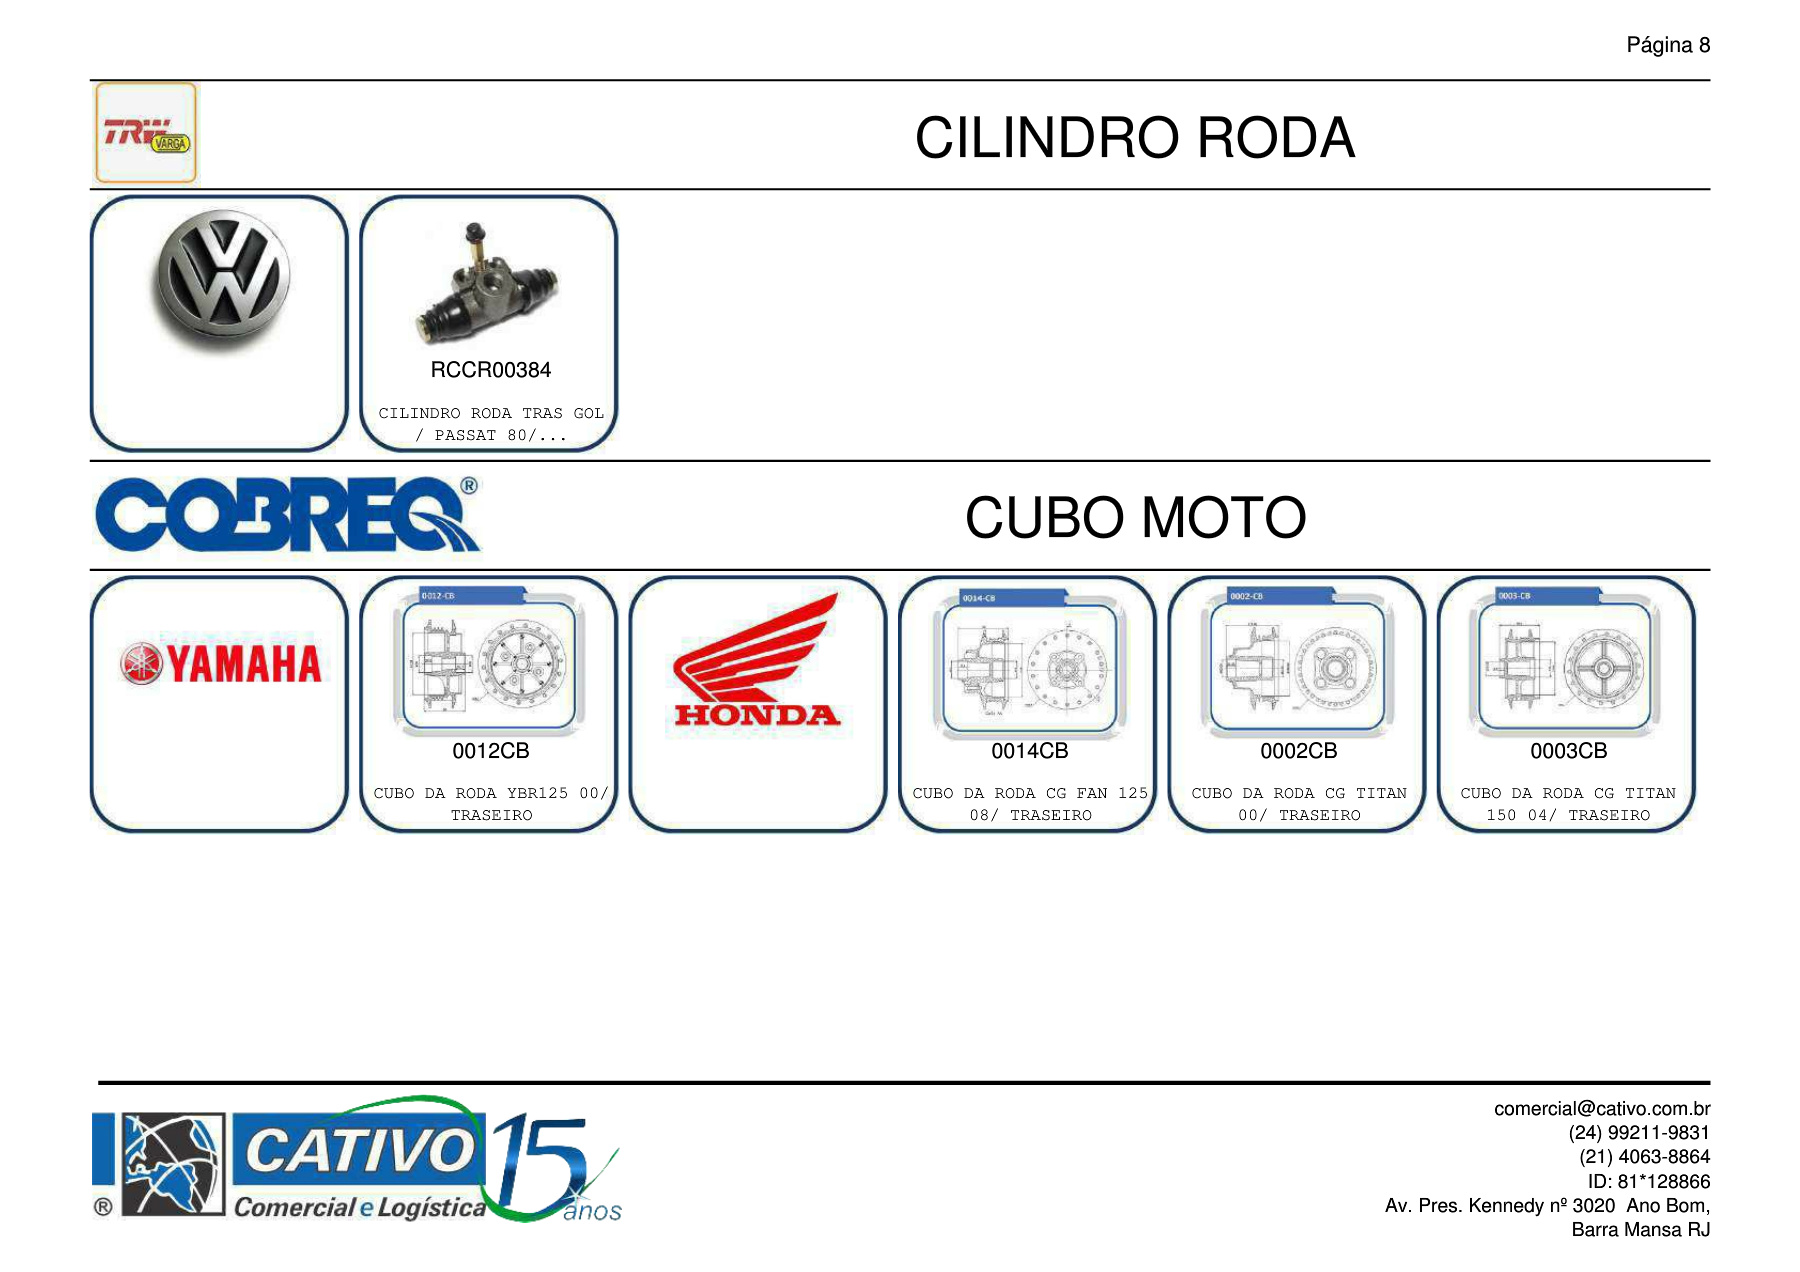 Página 8
TRW
VARGA
CILINDRO RODA
RCCR00384
CILINDRO RODA TRAS GOL
/ PASSAT 80/...
COBREQ®
CUBO MOTO
YAMAHA
0012-CB
0012CB
CUBO DA RODA YBR125 00/
TRASEIRO
HONDA
0014-CB
0014CB
CUBO DA RODA CG FAN 125
08/ TRASEIRO
0002-CB
0002CB
CUBO DA RODA CG TITAN
00/ TRASEIRO
0003-CB
0003CB
CUBO DA RODA CG TITAN
150 04/ TRASEIRO
CATIVO 15 anos
® Comercial e Logística
comercial@cativo.com.br
(24) 99211-9831
(21) 4063-8864
ID: 81*128866
Av. Pres. Kennedy nº 3020 Ano Bom,
Barra Mansa RJ